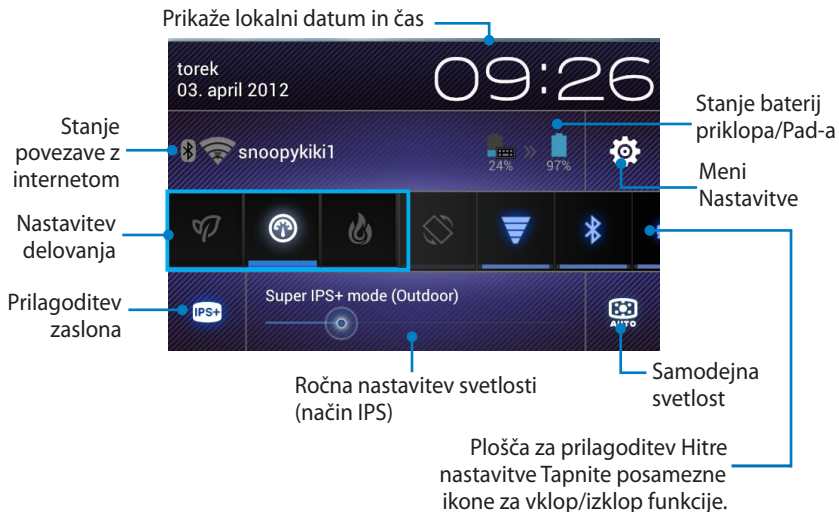 Prikaže lokalni datum in čas
torek
03. april 2012
09:26
Stanje
povezave z
internetom
snoopykiki1
24%
97%
Stanje baterij
priklopa/Pad-a
Meni
Nastavitve
Nastavitev
delovanja
Prilagoditev
zaslona
IPS+
Super IPS+ mode (Outdoor)
AUTO
Ročna nastavitev svetlosti
(način IPS)
Samodejna
svetlost
Plošča za prilagoditev Hitre
nastavitve Tapnite posamezne
ikone za vklop/izklop funkcije.